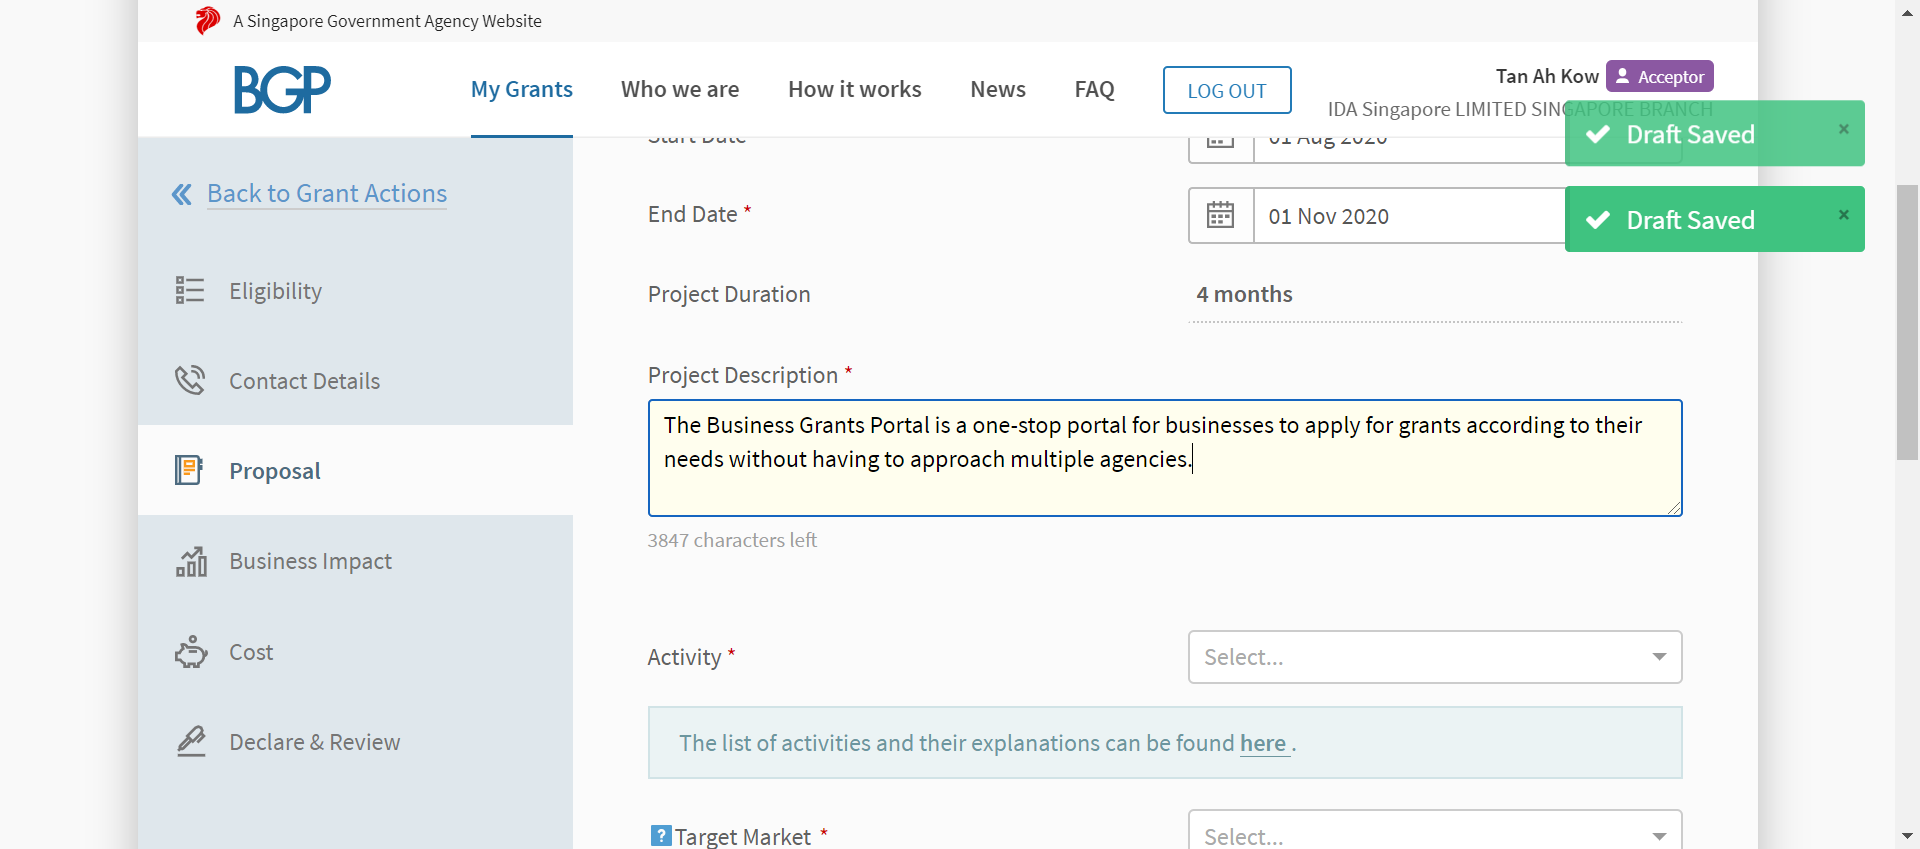 A Singapore Government Agency Website
BGP
My Grants
Who we are
How it works
News
FAQ
LOG OUT
Tan Ah Kow
Acceptor
IDA Singapore LIMITED SINGAPORE BRANCH
Draft Saved
×
Draft Saved
×
Back to Grant Actions
Eligibility
Contact Details
Proposal
Business Impact
Cost
Declare & Review
Start Date
01 Aug 2020
End Date *
01 Nov 2020
Project Duration
4 months
Project Description *
The Business Grants Portal is a one-stop portal for businesses to apply for grants according to their
needs without having to approach multiple agencies.
3847 characters left
Activity *
Select...
The list of activities and their explanations can be found here .
? Target Market *
Select...